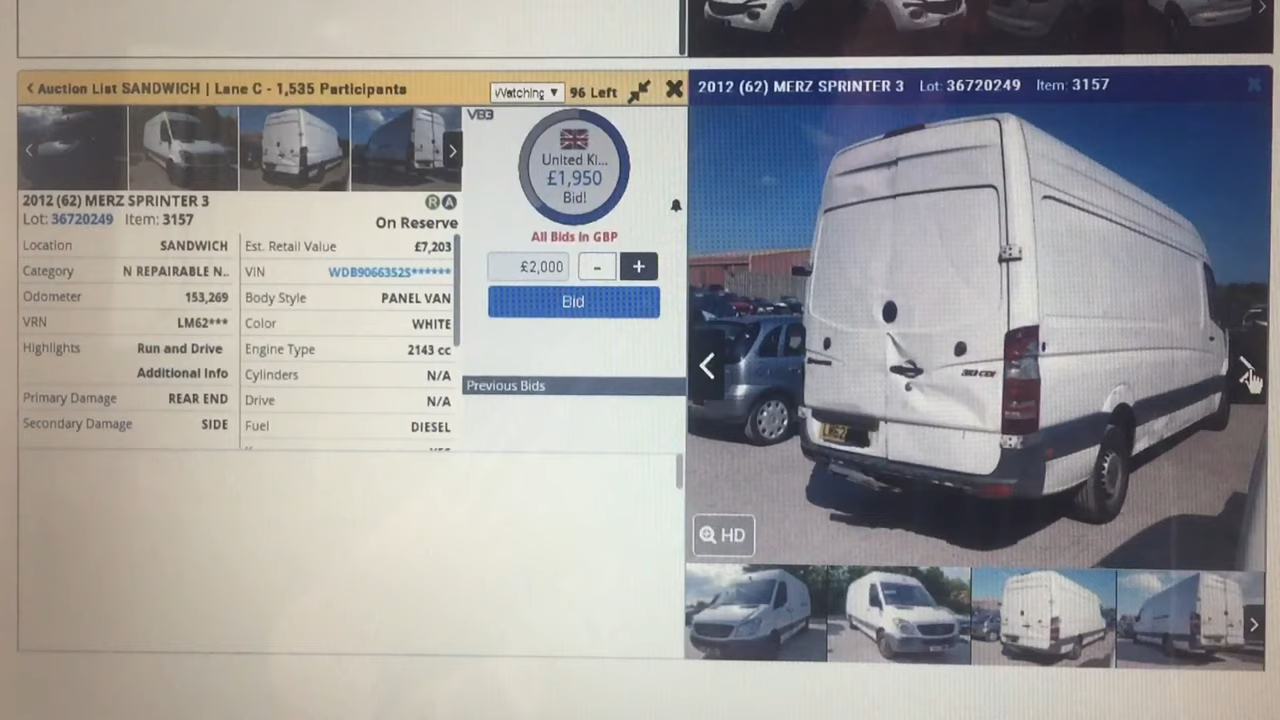 < Auction List SANDWICH | Lane C - 1,535 Participants
Watching ▼
96 Left
VB3
United Ki...
£1,950
Bid!
All Bids in GBP
£2,000
-
+
Bid
Previous Bids
2012 (62) MERZ SPRINTER 3
R A
Lot: 36720249 Item: 3157
On Reserve
Location SANDWICH
Category N REPAIRABLE N..
Odometer 153,269
VRN LM62***
Highlights Run and Drive
Additional Info
Primary Damage REAR END
Secondary Damage SIDE
Est. Retail Value £7,203
VIN WDB9066352S******
Body Style PANEL VAN
Color WHITE
Engine Type 2143 cc
Cylinders N/A
Drive N/A
Fuel DIESEL
2012 (62) MERZ SPRINTER 3 Lot: 36720249 Item: 3157
LM62
HD